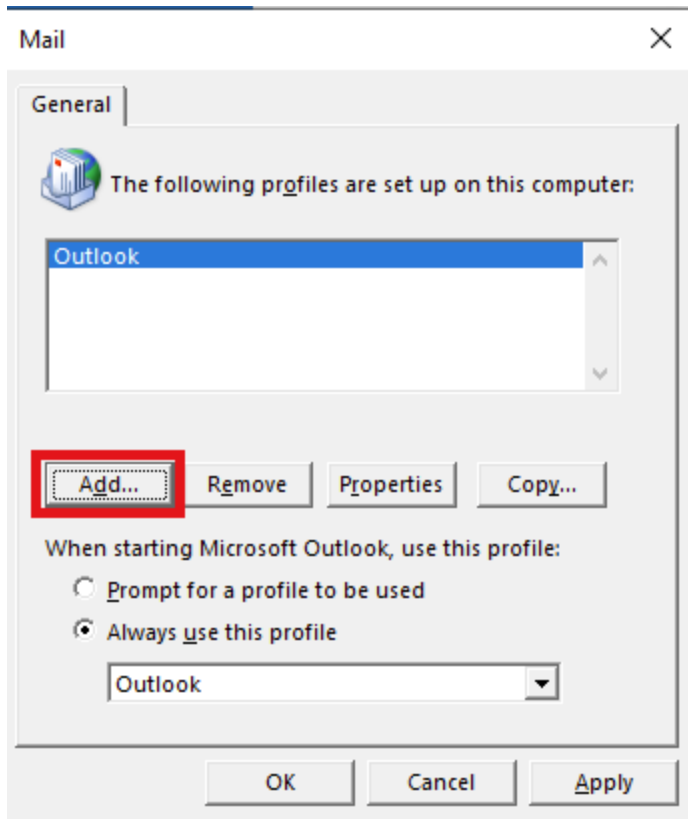 Mail
General
The following profiles are set up on this computer:
Outlook
Add... Remove Properties Copy...
When starting Microsoft Outlook, use this profile:
Prompt for a profile to be used
Always use this profile
Outlook
OK Cancel Apply